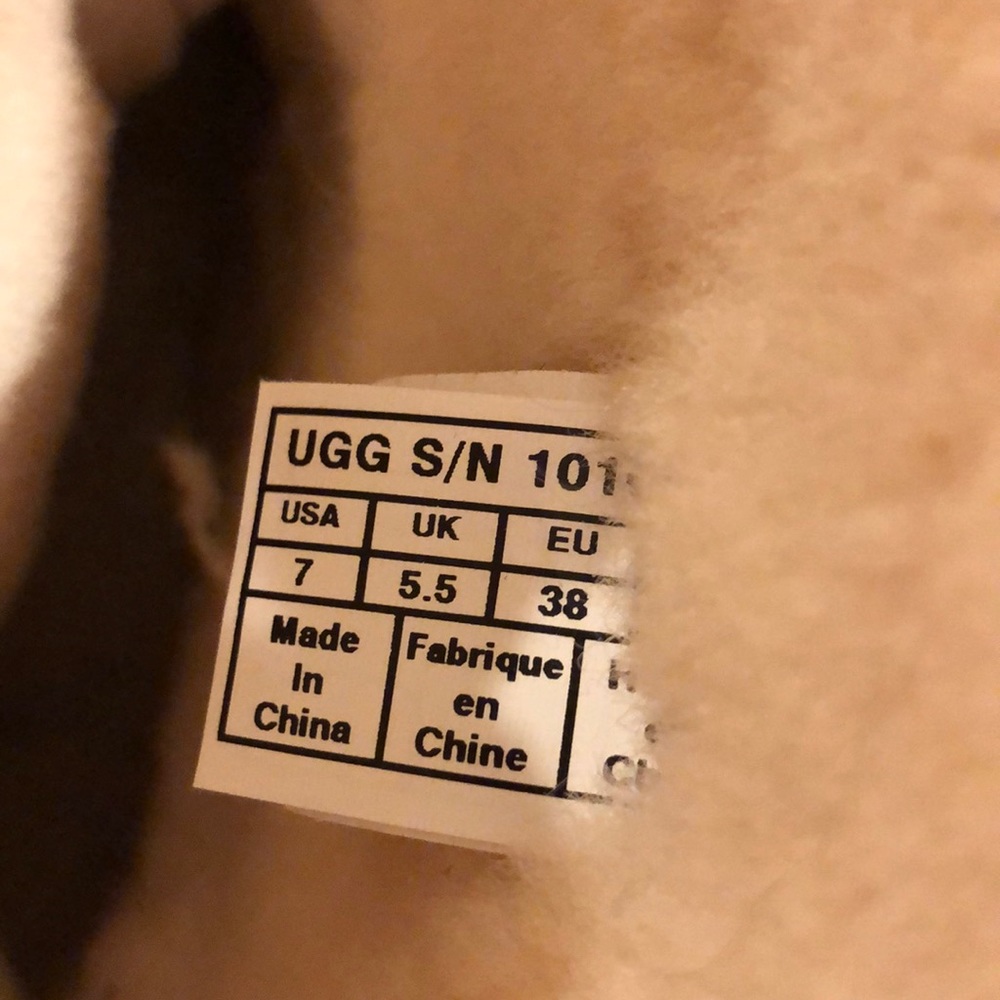 UGG S/N 101
USA UK EU
7 5.5 38
Made
In
China
Fabrique
en
Chine